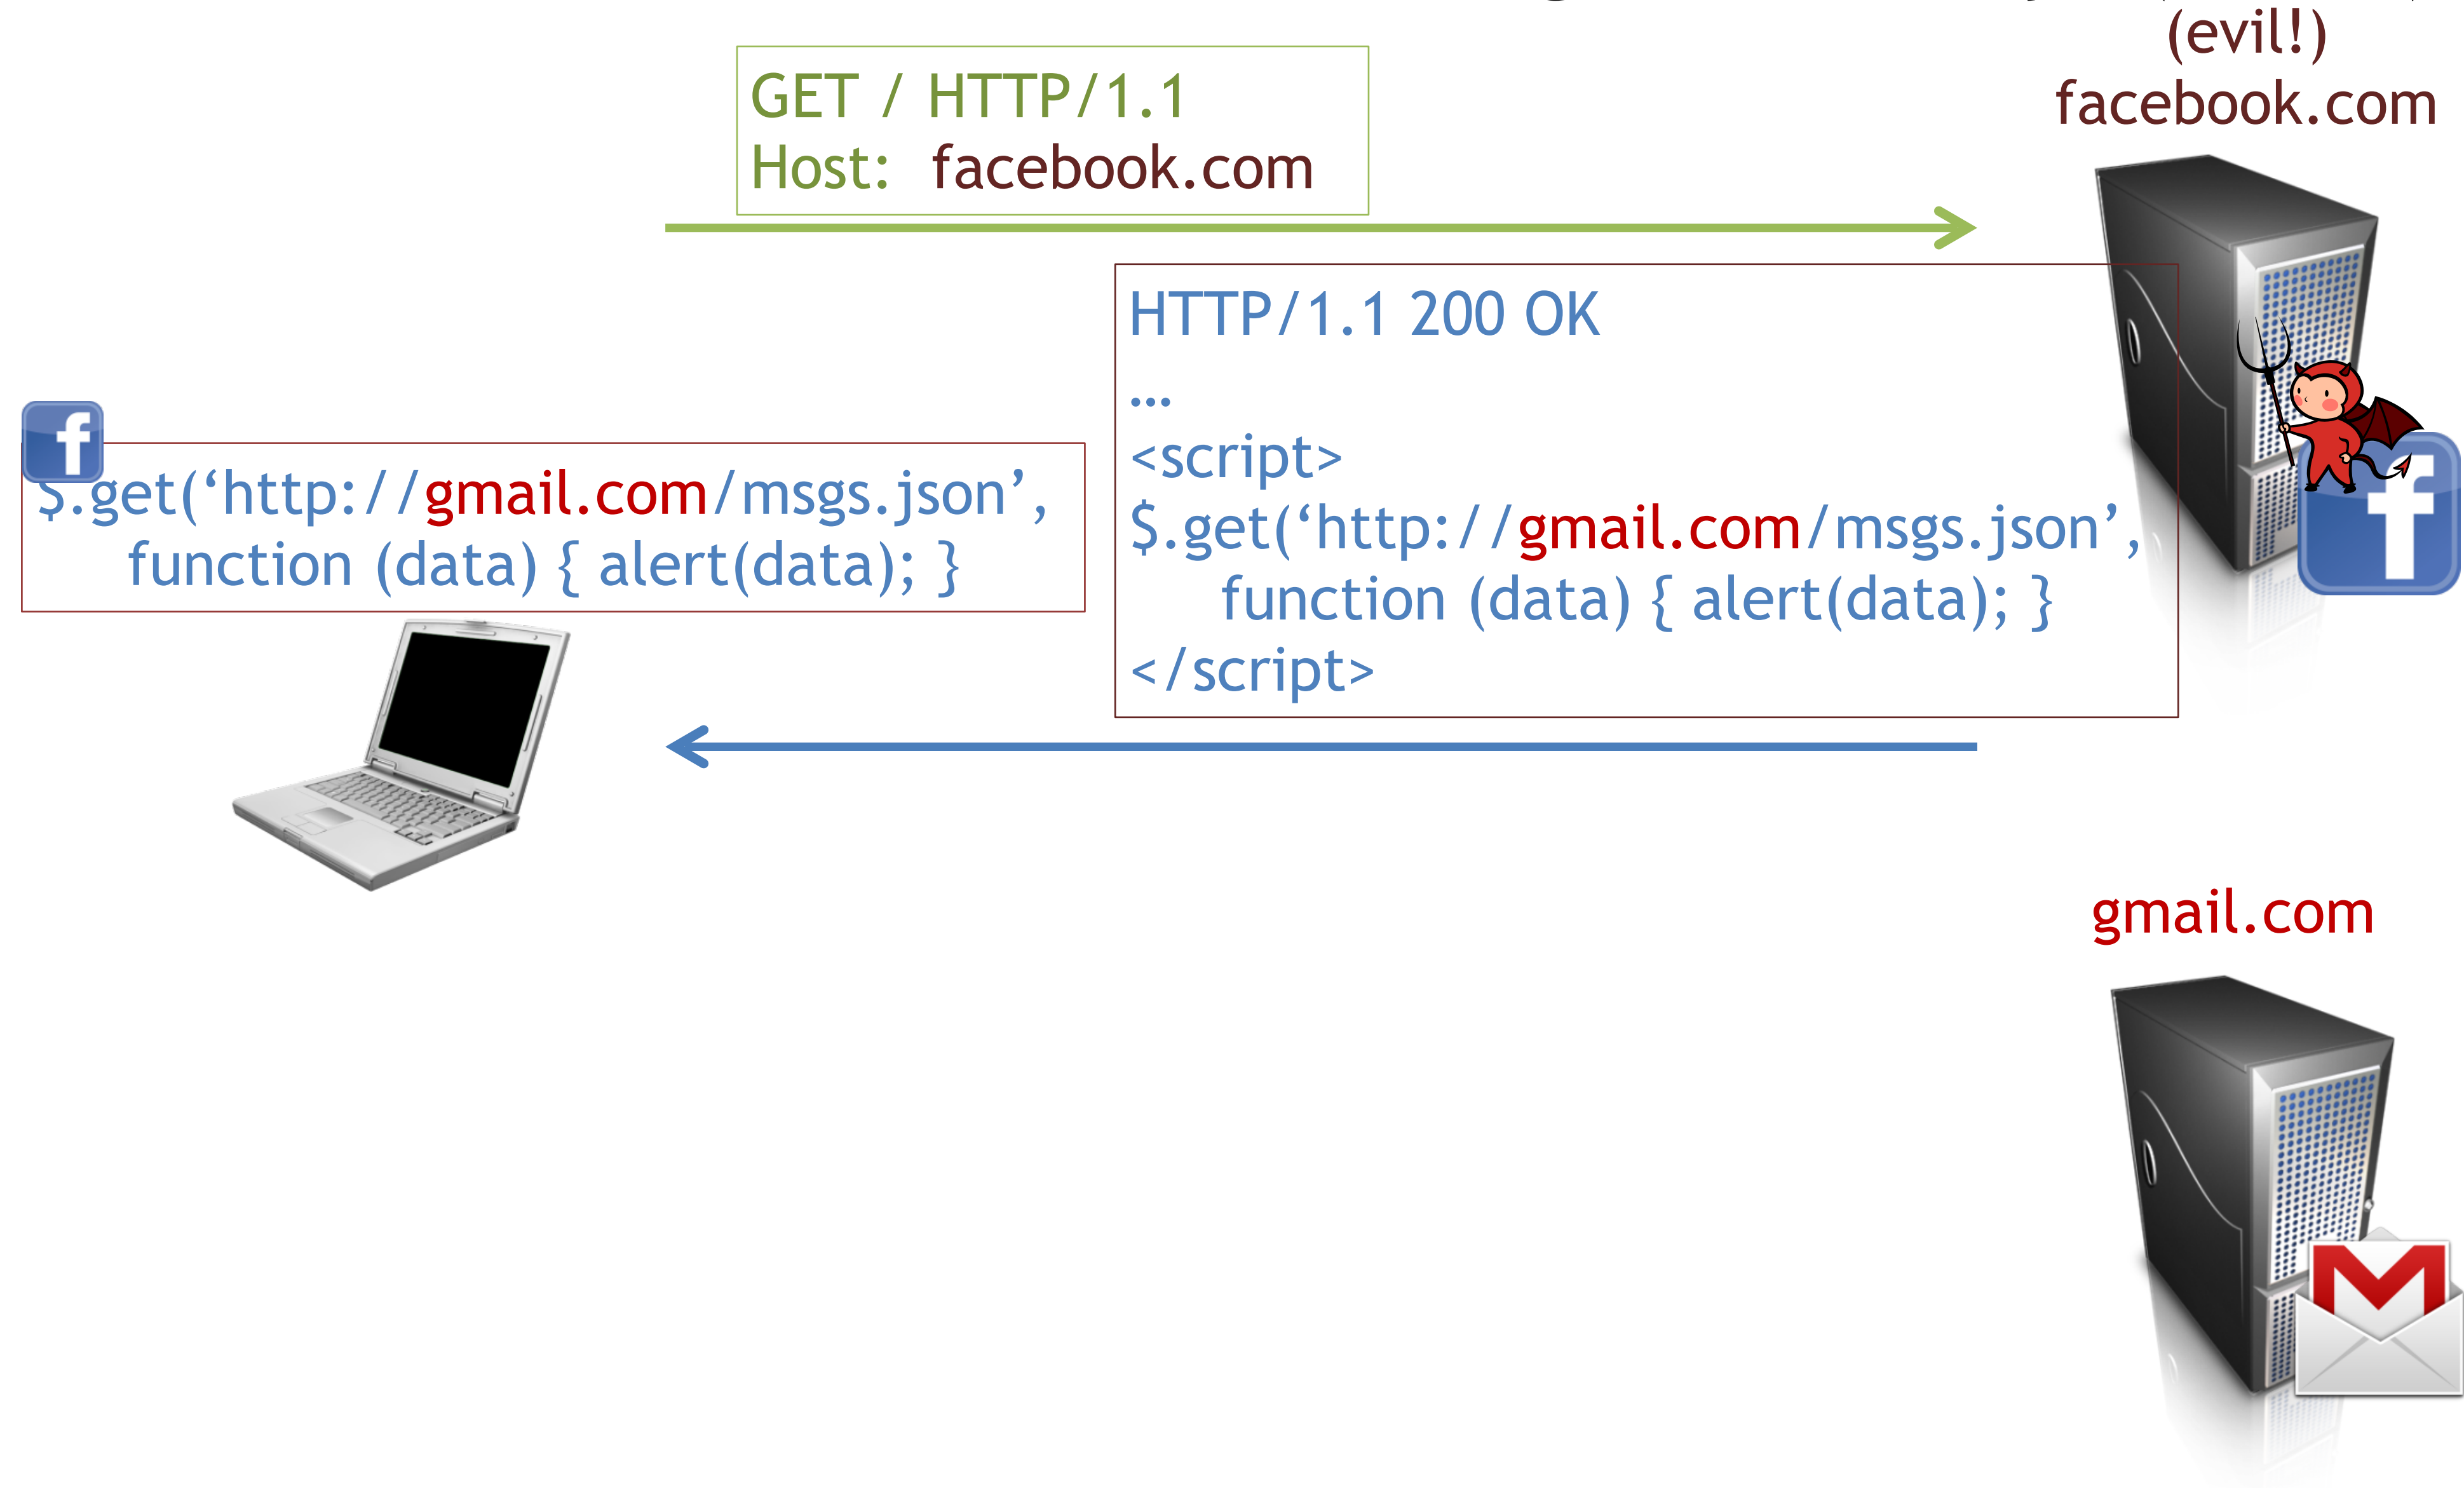 (evil!)
facebook.com
GET / HTTP/1.1
Host: facebook.com
HTTP/1.1 200 OK
…
<script>
$.get(‘http://gmail.com/msgs.json’,
function (data) { alert(data); }
</script>
f
$.get(‘http://gmail.com/msgs.json’,
function (data) { alert(data); }
f
gmail.com
M